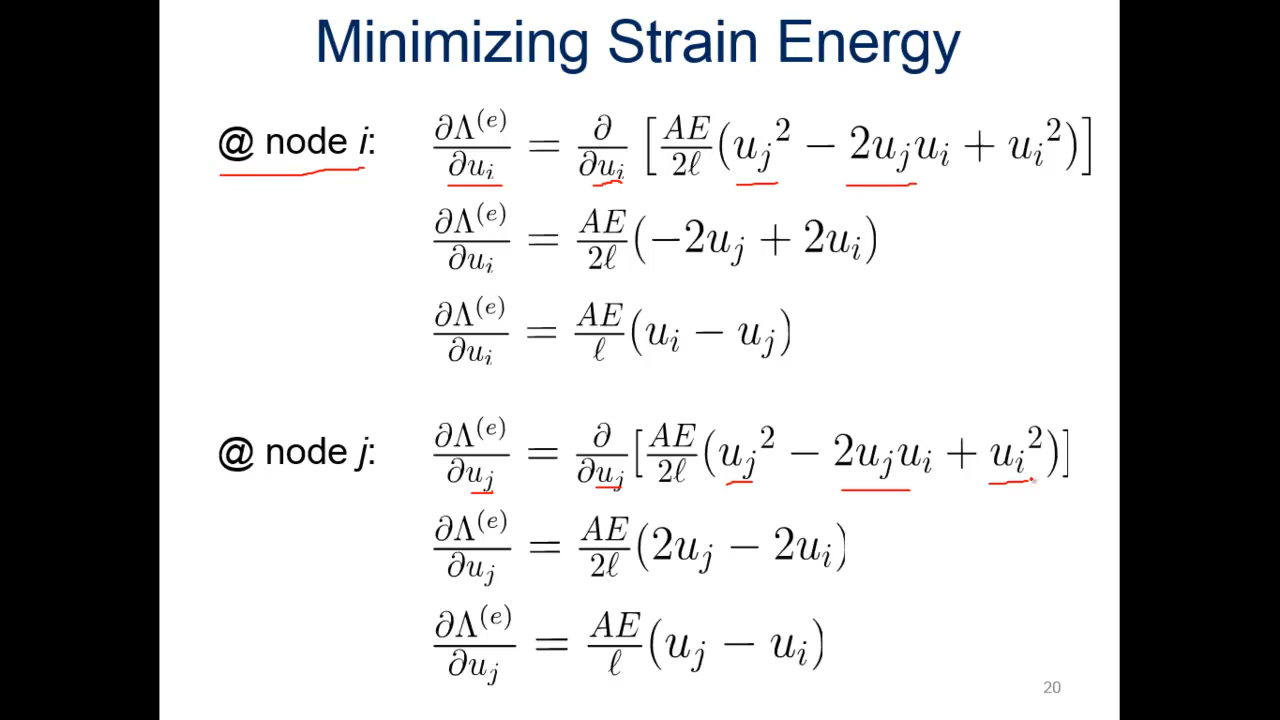 Minimizing Strain Energy
@ node i: ∂Λ^(e)/∂u_i = ∂/∂u_i [AE/2ℓ (u_j² − 2u_j u_i + u_i²)]
∂Λ^(e)/∂u_i = AE/2ℓ (−2u_j + 2u_i)
∂Λ^(e)/∂u_i = AE/ℓ (u_i − u_j)
@ node j: ∂Λ^(e)/∂u_j = ∂/∂u_j [AE/2ℓ (u_j² − 2u_j u_i + u_i²)]
∂Λ^(e)/∂u_j = AE/2ℓ (2u_j − 2u_i)
∂Λ^(e)/∂u_j = AE/ℓ (u_j − u_i)
20